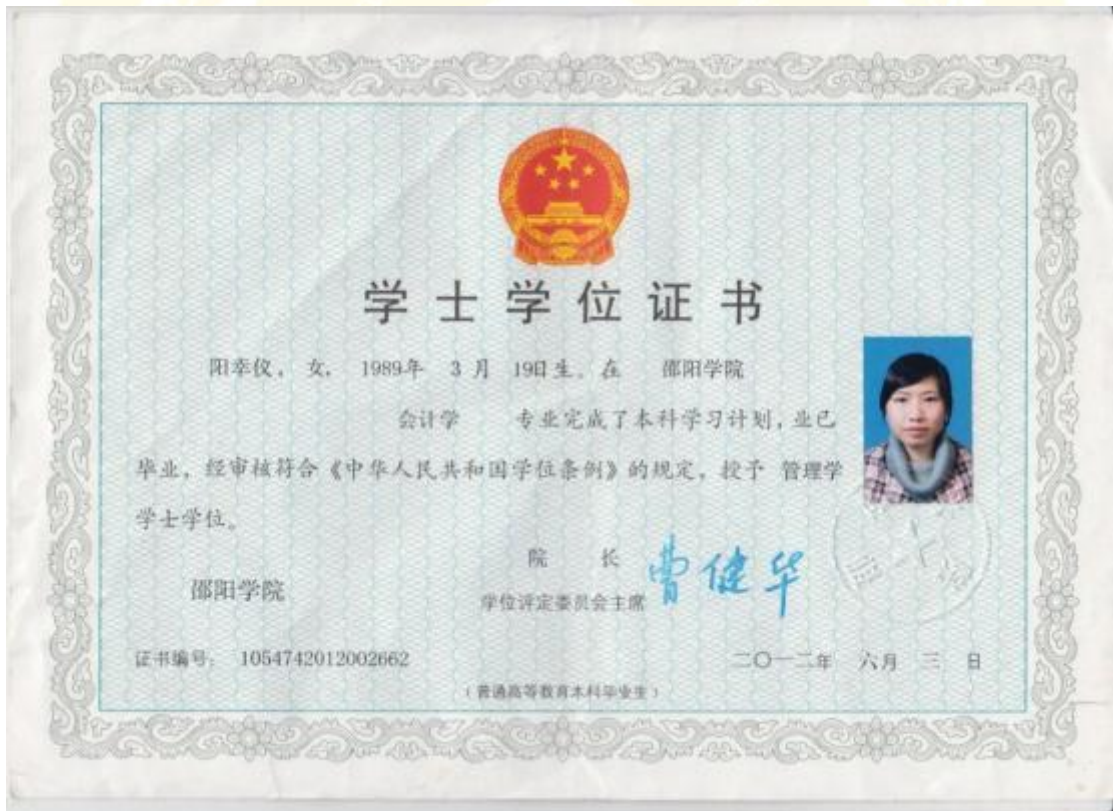 学士学位证书
阳幸仪，女，1989年 3月 19日生。在 邵阳学院
会计学 专业完成了本科学习计划，业已
毕业，经审核符合《中华人民共和国学位条例》的规定，授予 管理学
学士学位。
院 长 曹健华
邵阳学院
学位评定委员会主席
证书编号：1054742012002662 二〇一二年 六月 三 日
（普通高等教育本科毕业生）